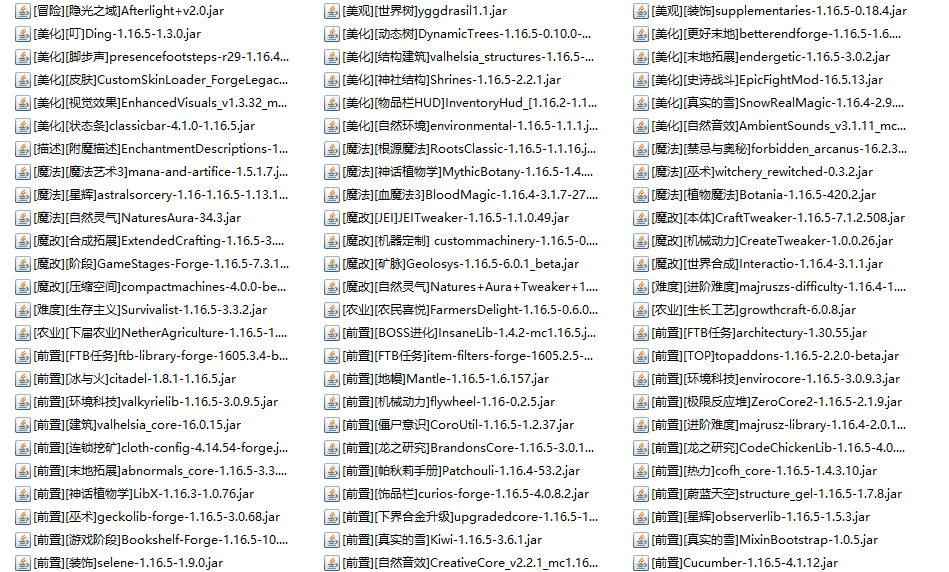 [冒险][隐光之域]Afterlight+v2.0.jar
[美观][世界树]yggdrasil1.1.jar
[美观][装饰]supplementaries-1.16.5-0.18.4.jar
[美化][叮]Ding-1.16.5-1.3.0.jar
[美化][动态树]DynamicTrees-1.16.5-0.10.0-...
[美化][更好末地]betterendforge-1.16.5-1.6....
[美化][脚步声]presencefootsteps-r29-1.16.4...
[美化][结构建筑]valhelsia_structures-1.16.5-...
[美化][末地拓展]endergetic-1.16.5-3.0.2.jar
[美化][皮肤]CustomSkinLoader_ForgeLegac...
[美化][神社结构]Shrines-1.16.5-2.2.1.jar
[美化][史诗战斗]EpicFightMod-16.5.13.jar
[美化][视觉效果]EnhancedVisuals_v1.3.32_m...
[美化][物品栏HUD]InventoryHud_[1.16.2-1.1...
[美化][真实的雪]SnowRealMagic-1.16.4-2.9....
[美化][状态条]classicbar-4.1.0-1.16.5.jar
[美化][自然环境]environmental-1.16.5-1.1.1.j...
[美化][自然音效]AmbientSounds_v3.1.11_mc...
[描述][附魔描述]EnchantmentDescriptions-1...
[魔法][根源魔法]RootsClassic-1.16.5-1.1.16.j...
[魔法][禁忌与奥秘]forbidden_arcanus-16.2.3...
[魔法][魔法艺术3]mana-and-artifice-1.5.1.7.j...
[魔法][神话植物学]MythicBotany-1.16.5-1.4....
[魔法][巫术]witchery_rewitched-0.3.2.jar
[魔法][星辉]astralsorcery-1.16-1.16.5-1.13.1...
[魔法][血魔法3]BloodMagic-1.16.4-3.1.7-27....
[魔法][植物魔法]Botania-1.16.5-420.2.jar
[魔法][自然灵气]NaturesAura-34.3.jar
[魔改][JEI]JEITweaker-1.16.5-1.1.0.49.jar
[魔改][本体]CraftTweaker-1.16.5-7.1.2.508.jar
[魔改][合成拓展]ExtendedCrafting-1.16.5-3....
[魔改][机器定制] custommachinery-1.16.5-0....
[魔改][机械动力]CreateTweaker-1.0.0.26.jar
[魔改][阶段]GameStages-Forge-1.16.5-7.3.1...
[魔改][矿脉]Geolosys-1.16.5-6.0.1_beta.jar
[魔改][世界合成]Interactio-1.16.4-3.1.1.jar
[魔改][压缩空间]compactmachines-4.0.0-be...
[魔改][自然灵气]Natures+Aura+Tweaker+1....
[难度][进阶难度]majruszs-difficulty-1.16.4-1....
[难度][生存主义]Survivalist-1.16.5-3.3.2.jar
[农业][农民喜悦]FarmersDelight-1.16.5-0.6.0...
[农业][生长工艺]growthcraft-6.0.8.jar
[农业][下届农业]NetherAgriculture-1.16.5-1....
[前置][BOSS进化]InsaneLib-1.4.2-mc1.16.5.j...
[前置][FTB任务]architectury-1.30.55.jar
[前置][FTB任务]ftb-library-forge-1605.3.4-b...
[前置][FTB任务]item-filters-forge-1605.2.5-...
[前置][TOP]topaddons-1.16.5-2.2.0-beta.jar
[前置][冰与火]citadel-1.8.1-1.16.5.jar
[前置][地幔]Mantle-1.16.5-1.6.157.jar
[前置][环境科技]envirocore-1.16.5-3.0.9.3.jar
[前置][环境科技]valkyrielib-1.16.5-3.0.9.5.jar
[前置][机械动力]flywheel-1.16-0.2.5.jar
[前置][极限反应堆]ZeroCore2-1.16.5-2.1.9.jar
[前置][建筑]valhelsia_core-16.0.15.jar
[前置][僵尸意识]CoroUtil-1.16.5-1.2.37.jar
[前置][进阶难度]majrusz-library-1.16.4-2.0.1...
[前置][连锁挖矿]cloth-config-4.14.54-forge.j...
[前置][龙之研究]BrandonsCore-1.16.5-3.0.1...
[前置][龙之研究]CodeChickenLib-1.16.5-4.0....
[前置][末地拓展]abnormals_core-1.16.5-3.3....
[前置][帕秋莉手册]Patchouli-1.16.4-53.2.jar
[前置][热力]cofh_core-1.16.5-1.4.3.10.jar
[前置][神话植物学]LibX-1.16.3-1.0.76.jar
[前置][饰品栏]curios-forge-1.16.5-4.0.8.2.jar
[前置][蔚蓝天空]structure_gel-1.16.5-1.7.8.jar
[前置][巫术]geckolib-forge-1.16.5-3.0.68.jar
[前置][下界合金升级]upgradedcore-1.16.5-1...
[前置][星辉]observerlib-1.16.5-1.5.3.jar
[前置][游戏阶段]Bookshelf-Forge-1.16.5-10....
[前置][真实的雪]Kiwi-1.16.5-3.6.1.jar
[前置][真实的雪]MixinBootstrap-1.0.5.jar
[前置][装饰]selene-1.16.5-1.9.0.jar
[前置][自然音效]CreativeCore_v2.2.1_mc1.16...
[前置]Cucumber-1.16.5-4.1.12.jar